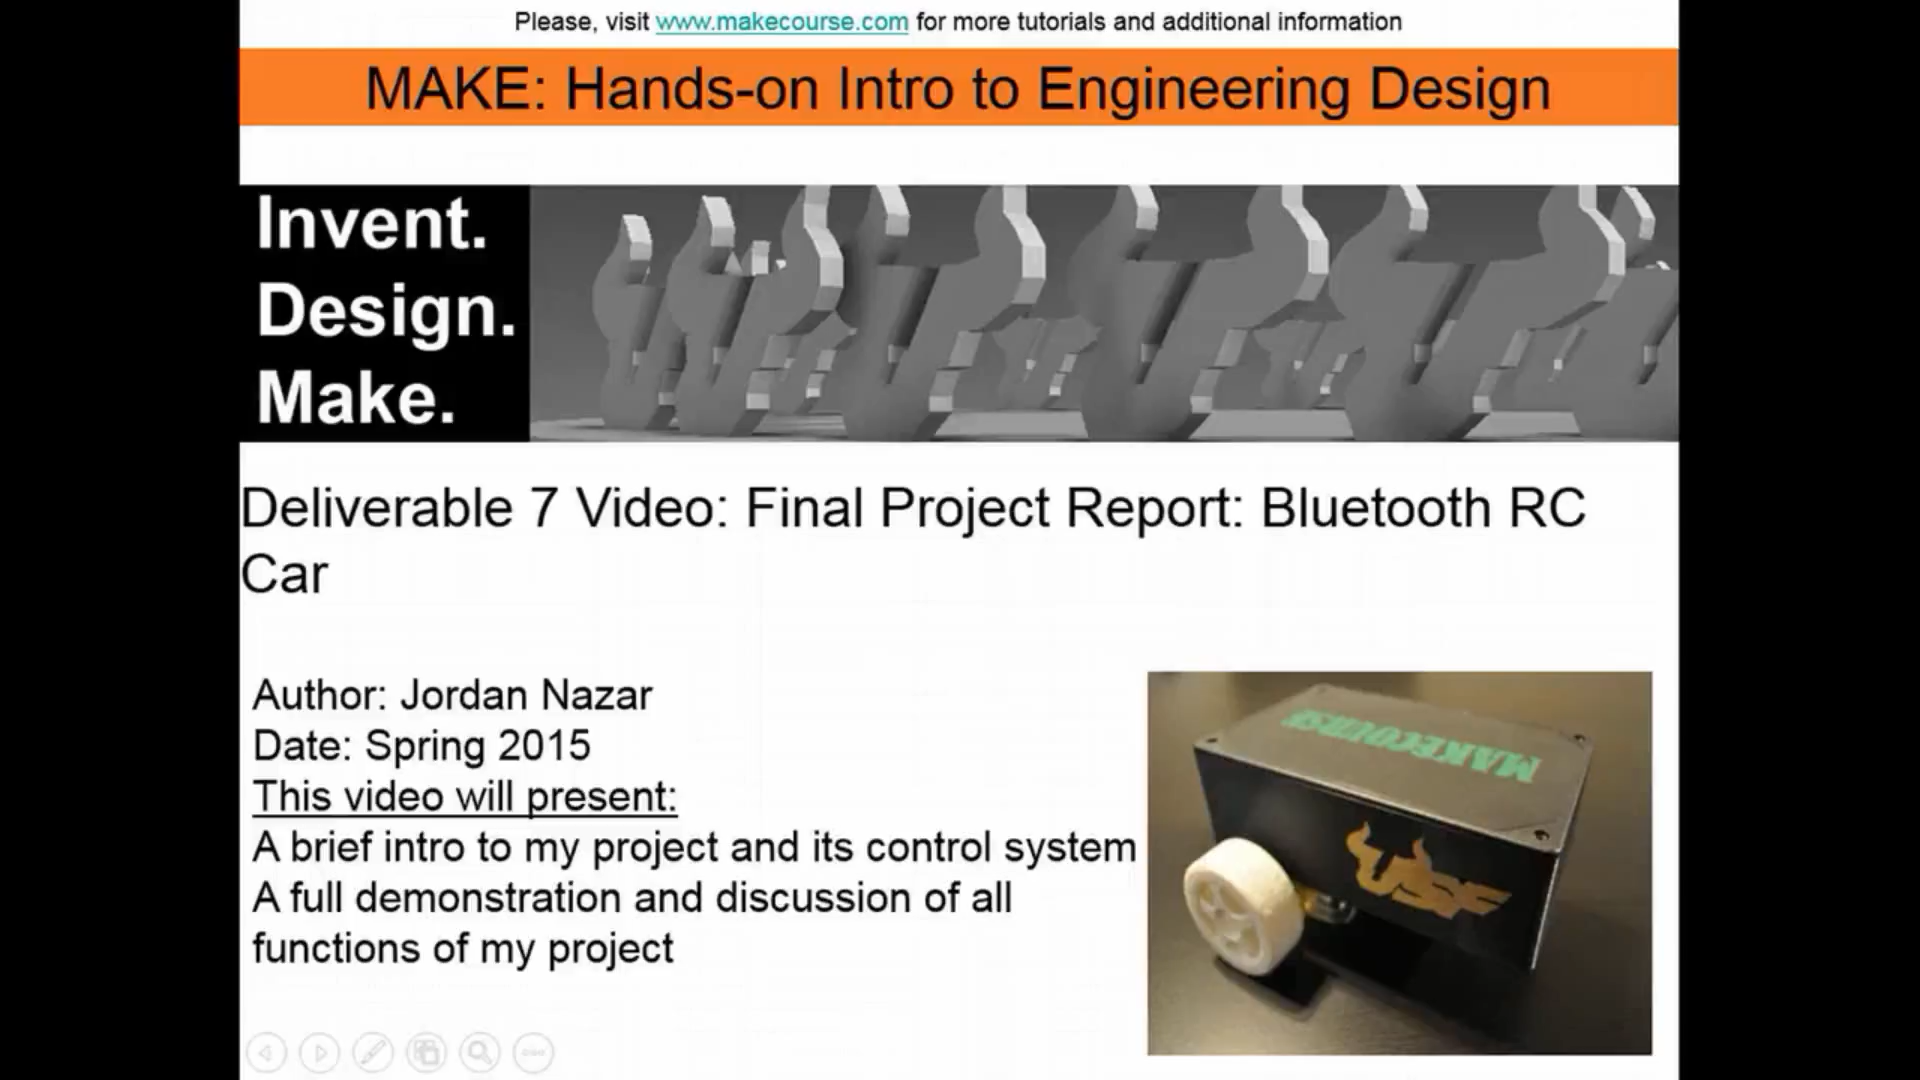 Please, visit www.makecourse.com for more tutorials and additional information
MAKE: Hands-on Intro to Engineering Design
Invent.
Design.
Make.
Deliverable 7 Video: Final Project Report: Bluetooth RC
Car
Author: Jordan Nazar
Date: Spring 2015
This video will present:
A brief intro to my project and its control system
A full demonstration and discussion of all
functions of my project
MAKECOURSE
USF